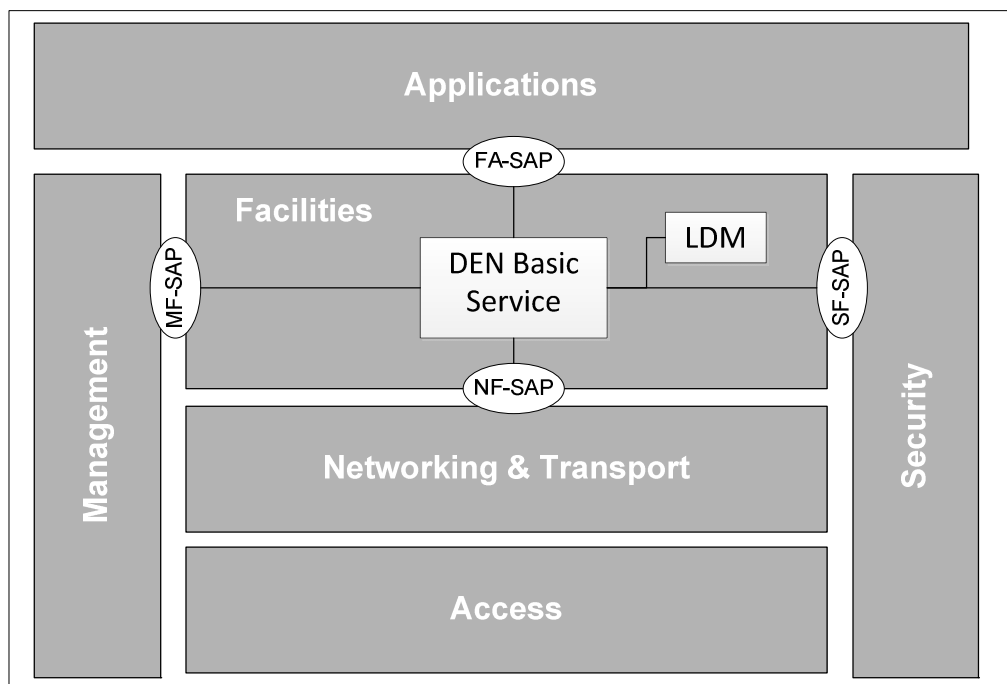 Applications
FA-SAP
Facilities
LDM
DEN Basic
Service
MF-SAP
SF-SAP
NF-SAP
Management
Security
Networking & Transport
Access